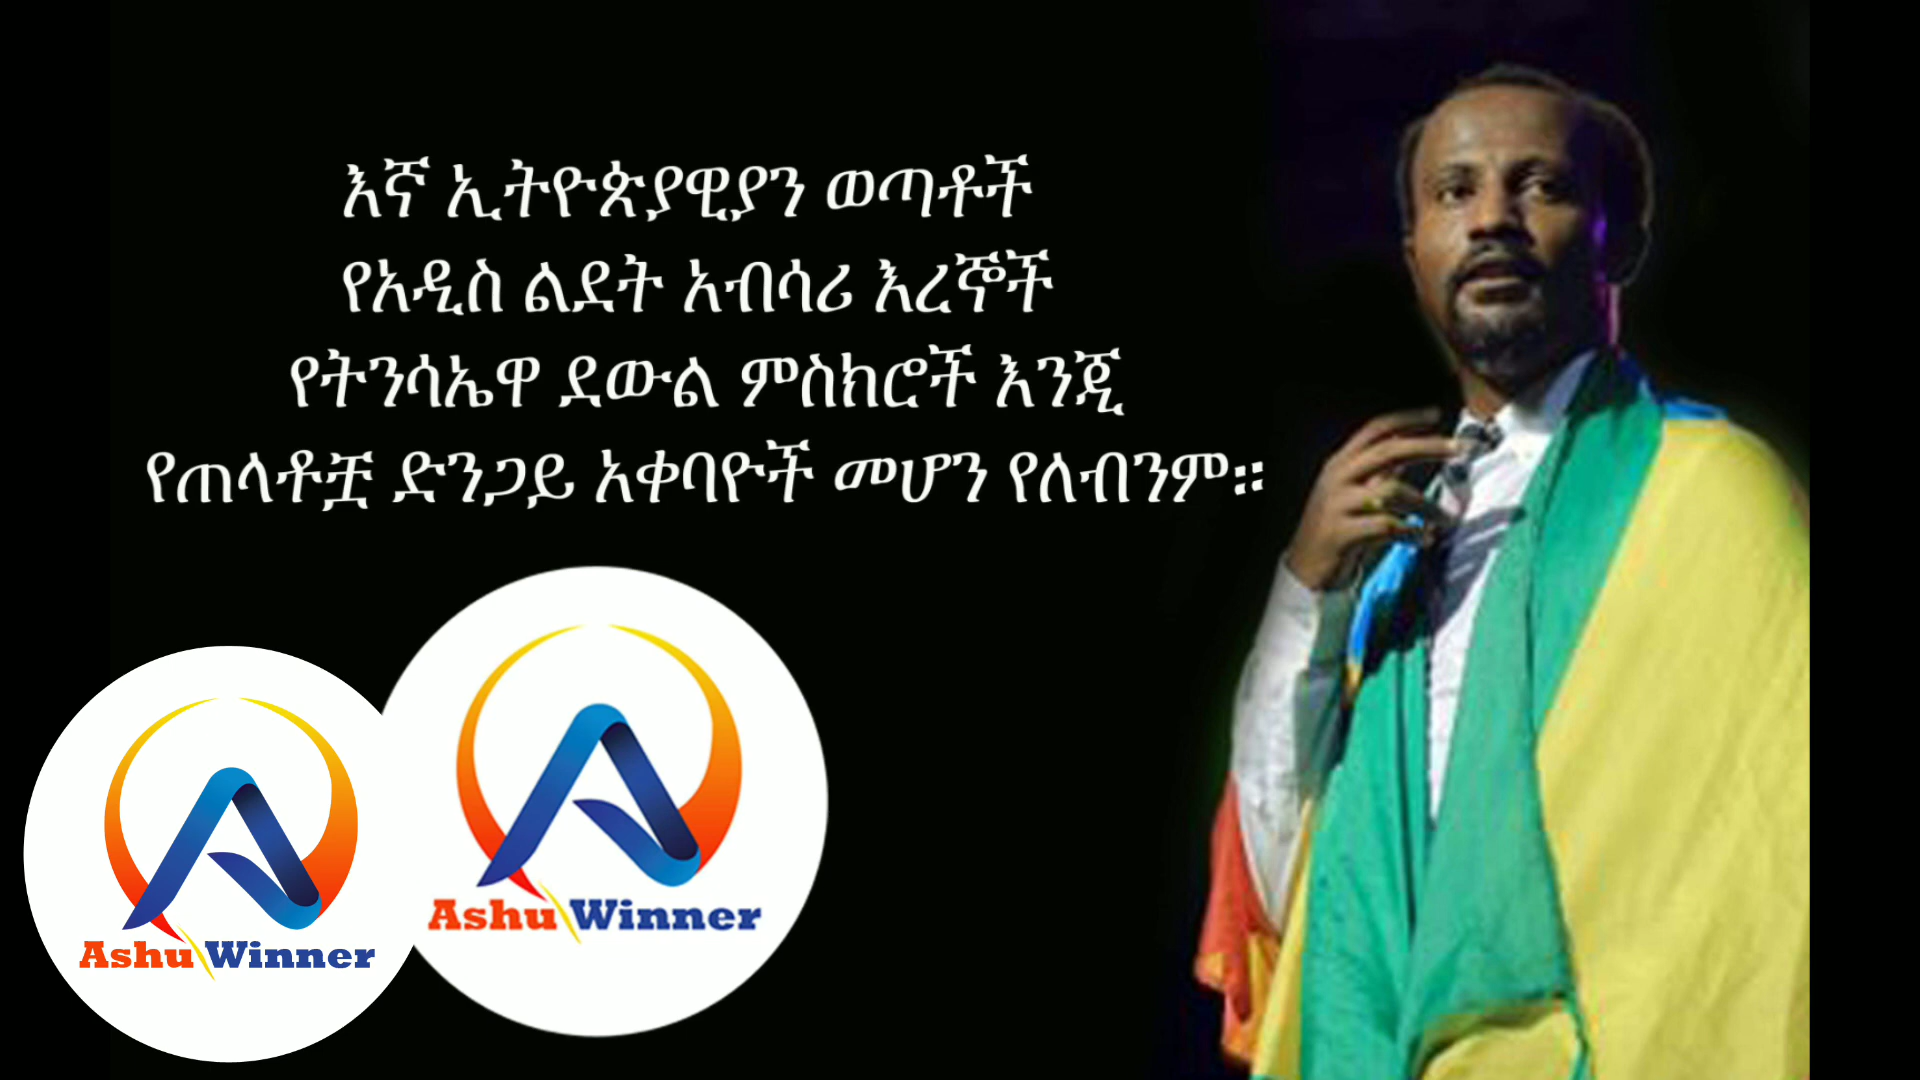 እኛ ኢትዮጵያዊያን ወጣቶች
የአዲስ ልደት አብሳሪ እረኞች
የትንሳኤዋ ደውል ምስክሮች እንጂ
የጠላቶቿ ድንጋይ አቀባዮች መሆን የለብንም።
Ashu Winner
Ashu Winner